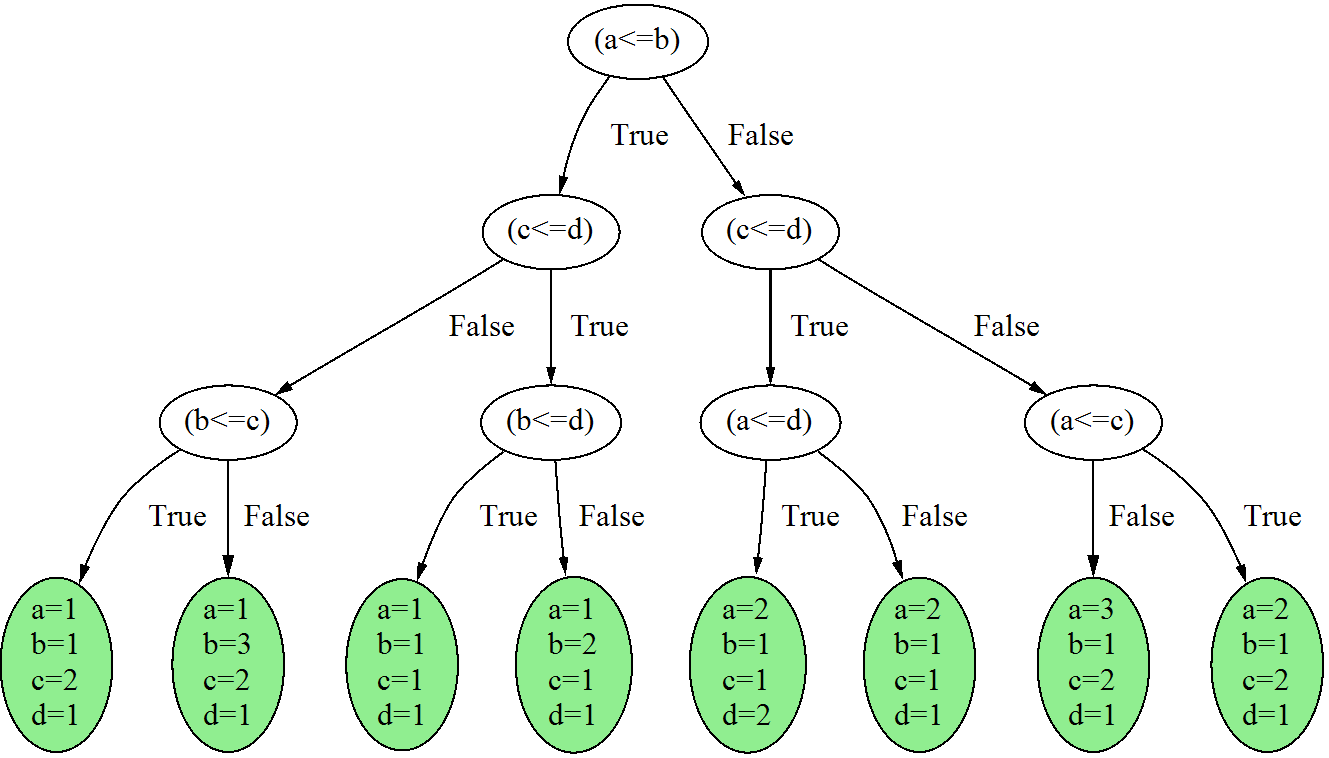 (a<=b)
True
False
(c<=d)
(c<=d)
False
True
True
False
(b<=c)
(b<=d)
(a<=d)
(a<=c)
True
False
True
False
True
False
False
True
a=1
b=1
c=2
d=1
a=1
b=3
c=2
d=1
a=1
b=1
c=1
d=1
a=1
b=2
c=1
d=1
a=2
b=1
c=1
d=2
a=2
b=1
c=1
d=1
a=3
b=1
c=2
d=1
a=2
b=1
c=2
d=1